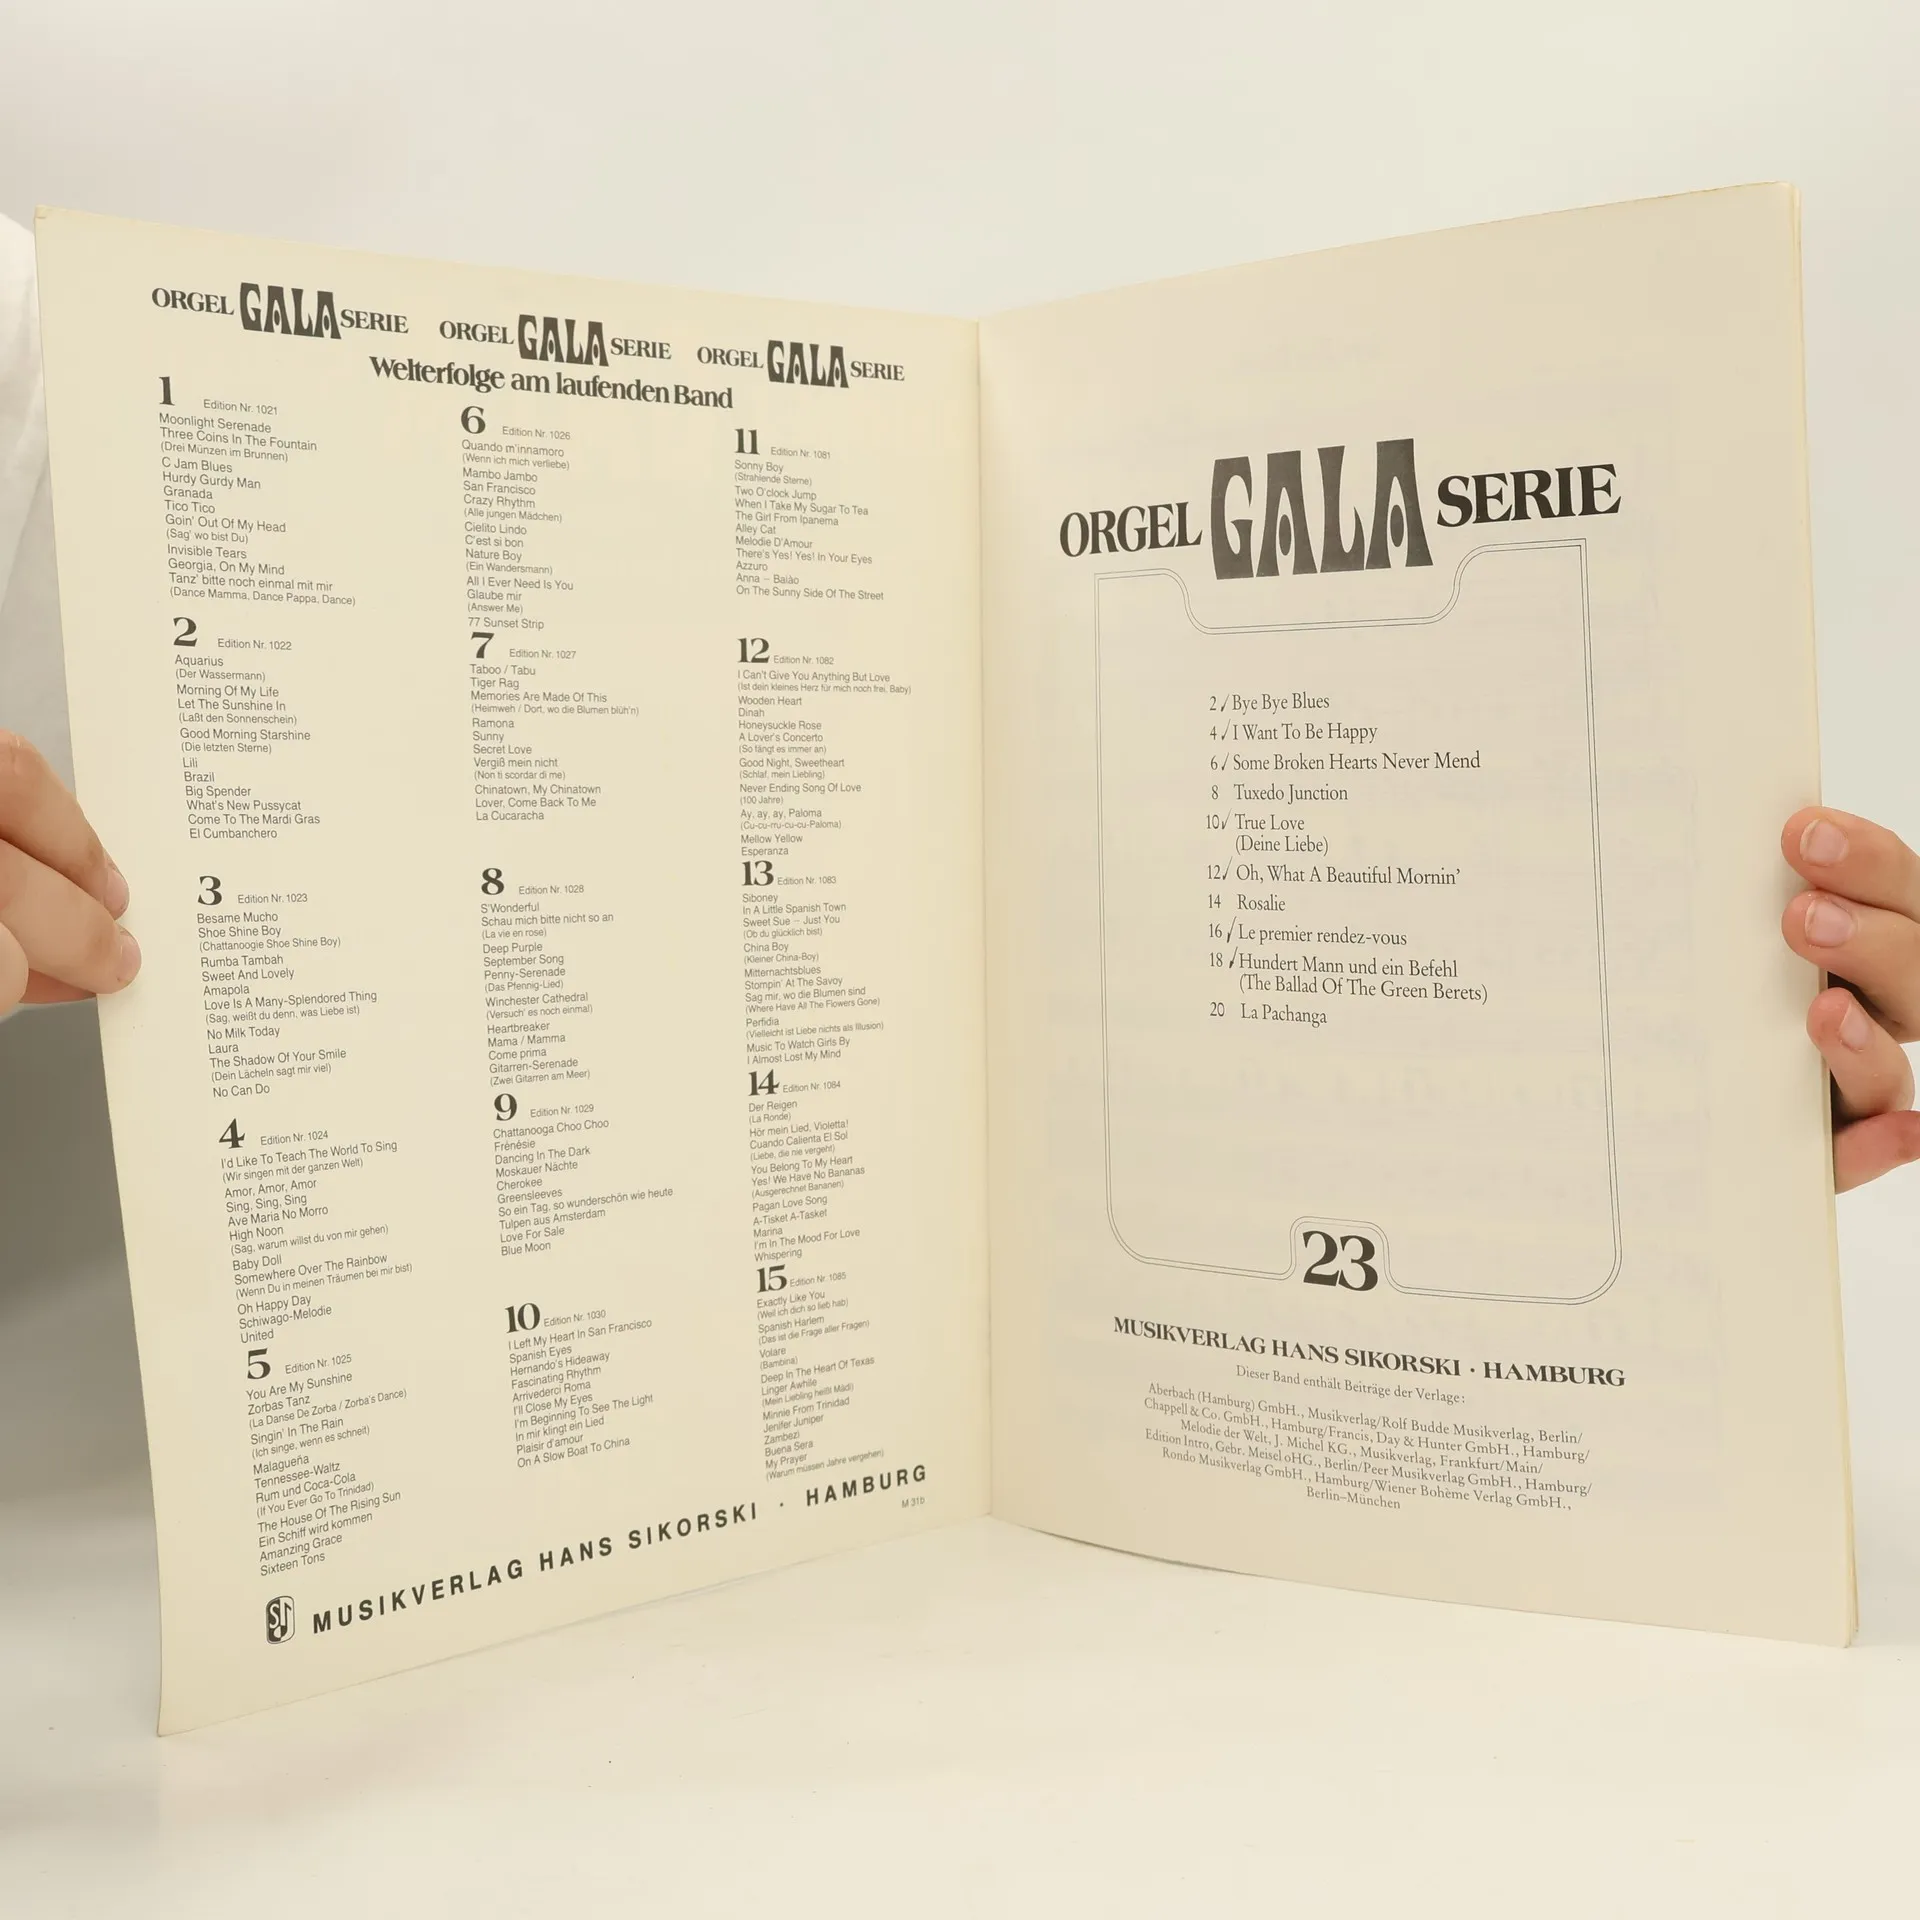 ORGEL GALA SERIE ORGEL GALA SERIE ORGEL GALA SERIE
Welterfolge am laufenden Band
1 Edition Nr. 1021
Moonlight Serenade
Three Coins In The Fountain
(Drei Münzen im Brunnen)
C Jam Blues
Hurdy Gurdy Man
Granada
Tico Tico
Goin' Out Of My Head
(Sag' wo bist Du)
Invisible Tears
Georgia, On My Mind
Tanz' bitte noch einmal mit mir
(Dance Mamma, Dance Pappa, Dance)
2 Edition Nr. 1022
Aquarius
(Der Wassermann)
Morning Of My Life
Let The Sunshine In
(Laßt den Sonnenschein)
Good Morning Starshine
(Die letzten Sterne)
Lili
Brazil
Big Spender
What's New Pussycat
Come To The Mardi Gras
El Cumbanchero
3 Edition Nr. 1023
Besame Mucho
Shoe Shine Boy
(Chattanoogie Shoe Shine Boy)
Rumba Tambah
Sweet And Lovely
Amapola
Love Is A Many-Splendored Thing
(Sag, weißt du denn, was Liebe ist)
No Milk Today
Laura
The Shadow Of Your Smile
(Dein Lächeln sagt mir viel)
No Can Do
4 Edition Nr. 1024
I'd Like To Teach The World To Sing
(Wir singen mit der ganzen Welt)
Amor, Amor, Amor
Sing, Sing, Sing
Ave Maria No Morro
High Noon
(Sag, warum willst du von mir gehen)
Baby Doll
Somewhere Over The Rainbow
(Wenn Du in meinen Träumen bei mir bist)
Oh Happy Day
Schiwago-Melodie
United
5 Edition Nr. 1025
You Are My Sunshine
Zorbas Tanz
(La Danse De Zorba / Zorba's Dance)
Singin' In The Rain
(Ich singe, wenn es schneit)
Malagueña
Tennessee-Waltz
Rum und Coca-Cola
(If You Ever Go To Trinidad)
The House Of The Rising Sun
Ein Schiff wird kommen
Amanzing Grace
Sixteen Tons
6 Edition Nr. 1026
Quando m'innamoro
(Wenn ich mich verliebe)
Mambo Jambo
San Francisco
Crazy Rhythm
(Alle jungen Mädchen)
Cielito Lindo
C'est si bon
Nature Boy
(Ein Wandersmann)
All I Ever Need Is You
Glaube mir
(Answer Me)
77 Sunset Strip
7 Edition Nr. 1027
Taboo / Tabu
Tiger Rag
Memories Are Made Of This
(Heimweh / Dort, wo die Blumen blüh'n)
Ramona
Sunny
Secret Love
Vergiß mein nicht
(Non ti scordar di me)
Chinatown, My Chinatown
Lover, Come Back To Me
La Cucaracha
8 Edition Nr. 1028
S'Wonderful
Schau mich bitte nicht so an
(La vie en rose)
Deep Purple
September Song
Penny-Serenade
(Das Pfennig-Lied)
Winchester Cathedral
(Versuch' es noch einmal)
Heartbreaker
Mama / Mamma
Come prima
Gitarren-Serenade
(Zwei Gitarren am Meer)
9 Edition Nr. 1029
Chattanooga Choo Choo
Frénésie
Dancing In The Dark
Moskauer Nächte
Cherokee
Greensleeves
So ein Tag, so wunderschön wie heute
Tulpen aus Amsterdam
Love For Sale
Blue Moon
10 Edition Nr. 1030
I Left My Heart In San Francisco
Spanish Eyes
Hernando's Hideaway
Fascinating Rhythm
Arrivederci Roma
I'll Close My Eyes
I'm Beginning To See The Light
In mir klingt ein Lied
Plaisir d'amour
On A Slow Boat To China
11 Edition Nr. 1081
Sonny Boy
(Strahlende Sterne)
Two O'clock Jump
When I Take My Sugar To Tea
The Girl From Ipanema
Alley Cat
Melodie D'Amour
There's Yes! Yes! In Your Eyes
Azzuro
Anna – Baião
On The Sunny Side Of The Street
12 Edition Nr. 1082
I Can't Give You Anything But Love
(Ist dein kleines Herz für mich noch frei, Baby)
Wooden Heart
Dinah
Honeysuckle Rose
A Lover's Concerto
(So fängt es immer an)
Good Night, Sweetheart
(Schlaf, mein Liebling)
Never Ending Song Of Love
(100 Jahre)
Ay, ay, ay, Paloma
(Cu-cu-rru-cu-cu-Paloma)
Mellow Yellow
Esperanza
13 Edition Nr. 1083
Siboney
In A Little Spanish Town
Sweet Sue – Just You
(Ob du glücklich bist)
China Boy
(Kleiner China-Boy)
Mitternachtsblues
Stompin' At The Savoy
Sag mir, wo die Blumen sind
(Where Have All The Flowers Gone)
Perfidia
(Vielleicht ist Liebe nichts als Illusion)
Music To Watch Girls By
I Almost Lost My Mind
14 Edition Nr. 1084
Der Reigen
(La Ronde)
Hör mein Lied, Violetta!
Cuando Calienta El Sol
(Liebe, die nie vergeht)
You Belong To My Heart
Yes! We Have No Bananas
(Ausgerechnet Bananen)
Pagan Love Song
A-Tisket A-Tasket
Marina
I'm In The Mood For Love
Whispering
15 Edition Nr. 1085
Exactly Like You
(Weil ich dich so lieb hab)
Spanish Harlem
(Das ist die Frage aller Fragen)
Volare
(Bambina)
Deep In The Heart Of Texas
Linger Awhile
(Mein Liebling heißt Mädi)
Minnie From Trinidad
Jenifer Juniper
Zambezi
Buena Sera
My Prayer
(Warum müssen Jahre vergehen)
MUSIKVERLAG HANS SIKORSKI · HAMBURG
ORGEL GALA SERIE
2 Bye Bye Blues
4 I Want To Be Happy
6 Some Broken Hearts Never Mend
8 Tuxedo Junction
10 True Love
(Deine Liebe)
12 Oh, What A Beautiful Mornin'
14 Rosalie
16 Le premier rendez-vous
18 Hundert Mann und ein Befehl
(The Ballad Of The Green Berets)
20 La Pachanga
23
MUSIKVERLAG HANS SIKORSKI · HAMBURG
Dieser Band enthält Beiträge der Verlage:
Aberbach (Hamburg) GmbH., Musikverlag/Rolf Budde Musikverlag, Berlin/
Chappell & Co. GmbH., Hamburg/Francis, Day & Hunter GmbH., Hamburg/
Melodie der Welt, J. Michel KG., Musikverlag, Frankfurt/Main/
Edition Intro, Gebr. Meisel oHG., Berlin/Peer Musikverlag GmbH., Hamburg/
Rondo Musikverlag GmbH., Hamburg/Wiener Bohème Verlag GmbH.,
Berlin–München